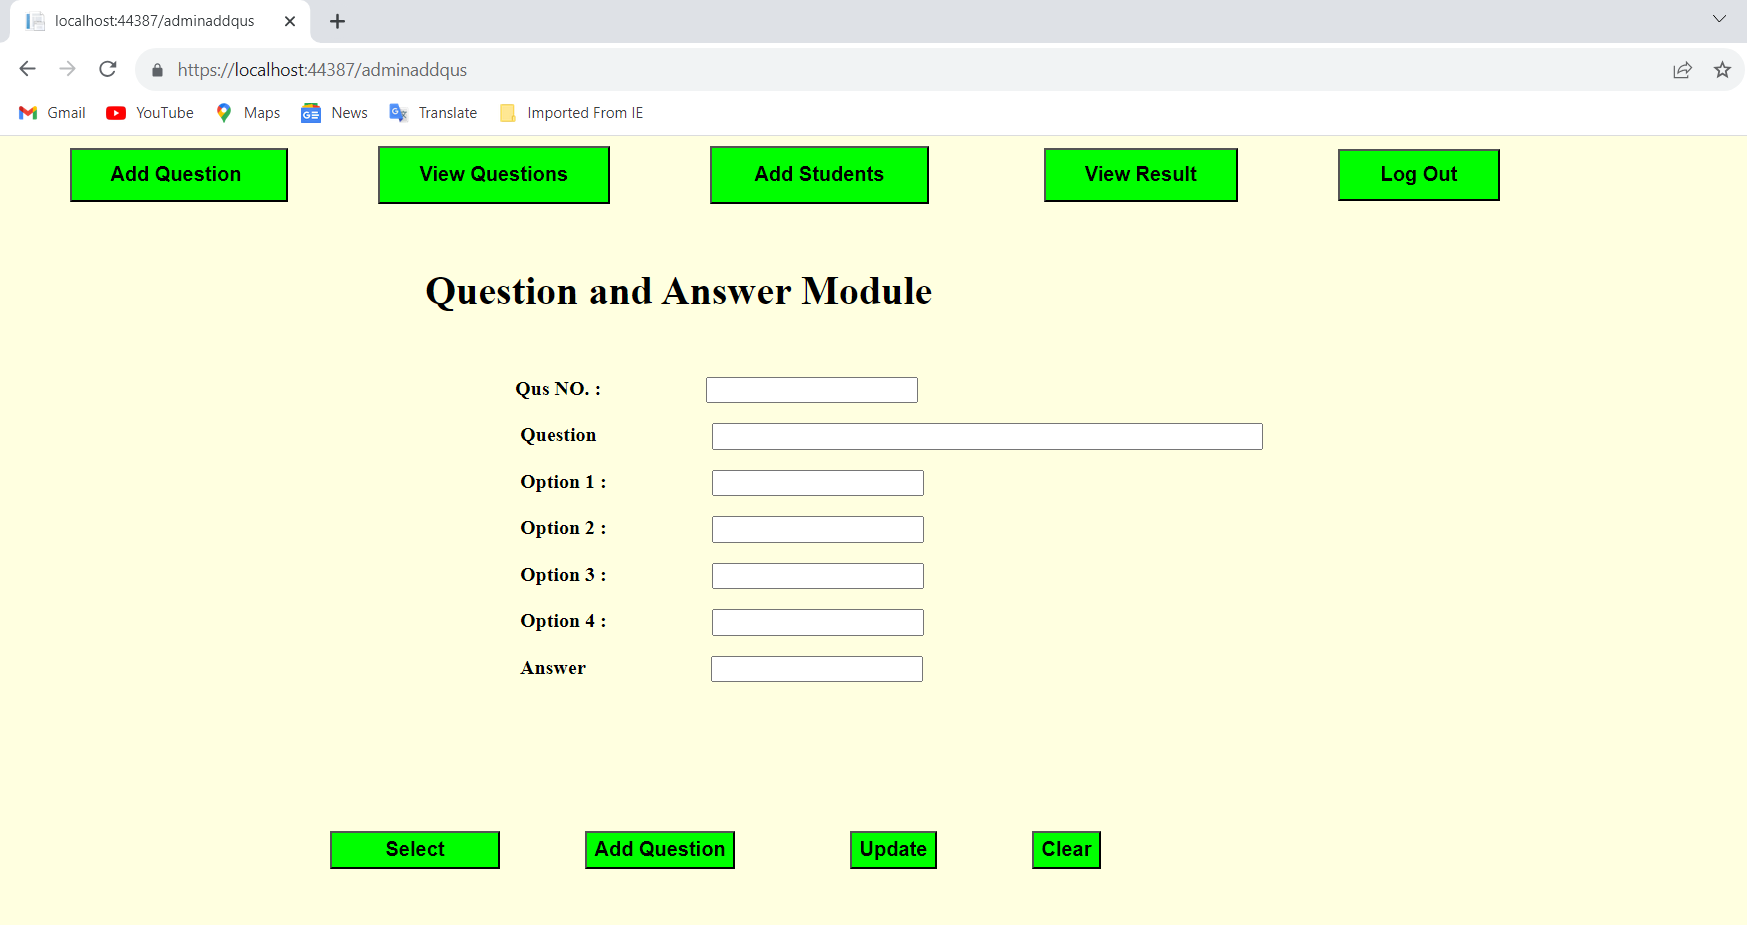 localhost:44387/adminaddqus
https://localhost:44387/adminaddqus
Gmail YouTube Maps News Translate Imported From IE
Add Question View Questions Add Students View Result Log Out
Question and Answer Module
Qus NO. :
Question
Option 1 :
Option 2 :
Option 3 :
Option 4 :
Answer
Select Add Question Update Clear